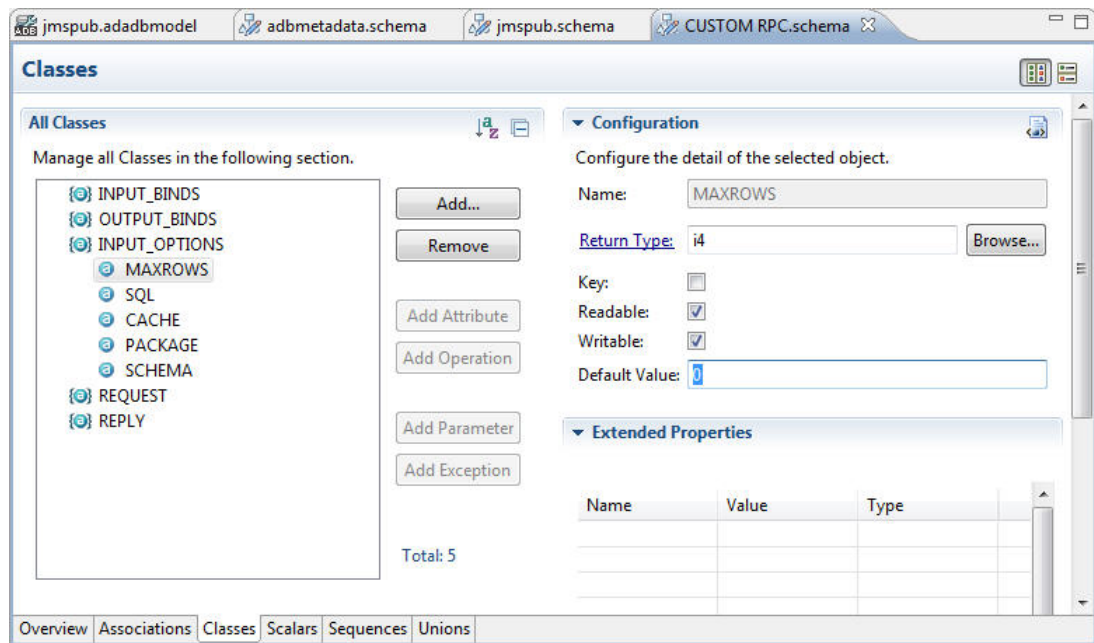 jmspub.adadbmodel adbmetadata.schema jmspub.schema CUSTOM RPC.schema
ADB
Classes
All Classes
Manage all Classes in the following section.
INPUT_BINDS
OUTPUT_BINDS
INPUT_OPTIONS
MAXROWS
SQL
CACHE
PACKAGE
SCHEMA
REQUEST
REPLY
Add...
Remove
Add Attribute
Add Operation
Add Parameter
Add Exception
Total: 5
Configuration
Configure the detail of the selected object.
Name: MAXROWS
Return Type: i4 Browse...
Key:
Readable:
Writable:
Default Value: 0
Extended Properties
Name Value Type
Overview Associations Classes Scalars Sequences Unions